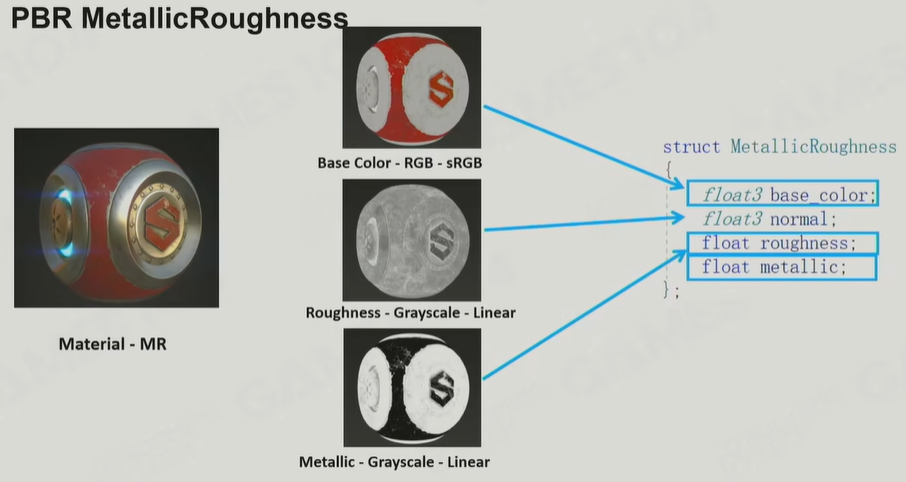 PBR MetallicRoughness
Base Color - RGB - sRGB
Roughness - Grayscale - Linear
Metallic - Grayscale - Linear
Material - MR
struct MetallicRoughness
{
float3 base_color;
float3 normal;
float roughness;
float metallic;
};